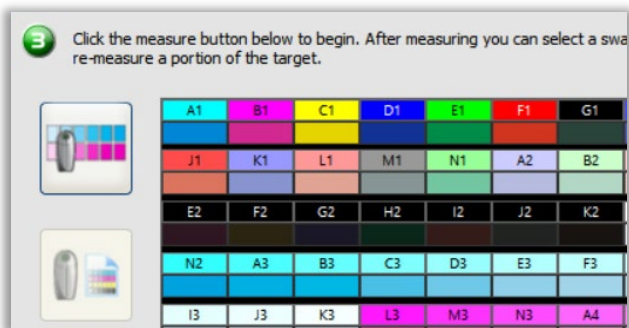 3 Click the measure button below to begin. After measuring you can select a swa
re-measure a portion of the target.
A1 B1 C1 D1 E1 F1 G1
J1 K1 L1 M1 N1 A2 B2
E2 F2 G2 H2 I2 J2 K2
N2 A3 B3 C3 D3 E3 F3
I3 J3 K3 L3 M3 N3 A4